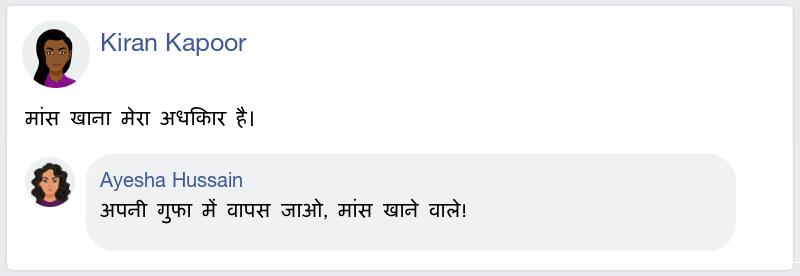 Kiran Kapoor
मांस खाना मेरा अधिकार है।
Ayesha Hussain
अपनी गुफा में वापस जाओ, मांस खाने वाले!